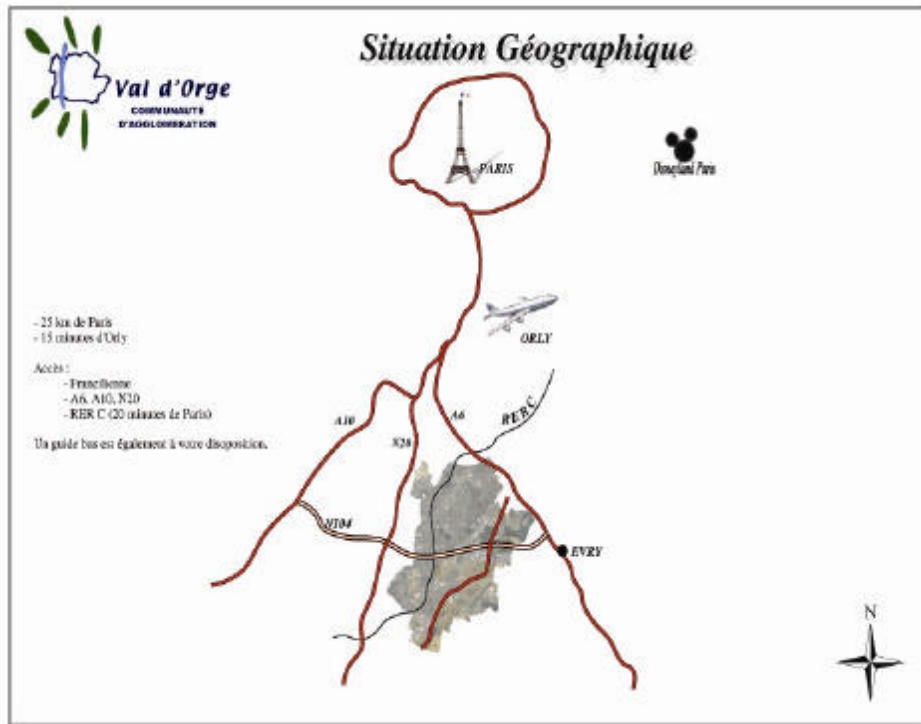 Situation Géographique
Val d'Orge
COMMUNAUTÉ
D'AGGLOMERATION
PARIS
Disneyland Paris
- 25 km de Paris
- 15 minutes d'Orly
ORLY
Accès :
- Francilienne
- A6, A10, N20
- RER C (20 minutes de Paris)
Un guide bus est également à votre disoposition.
A10
N20
A6
RER C
N104
EVRY
N